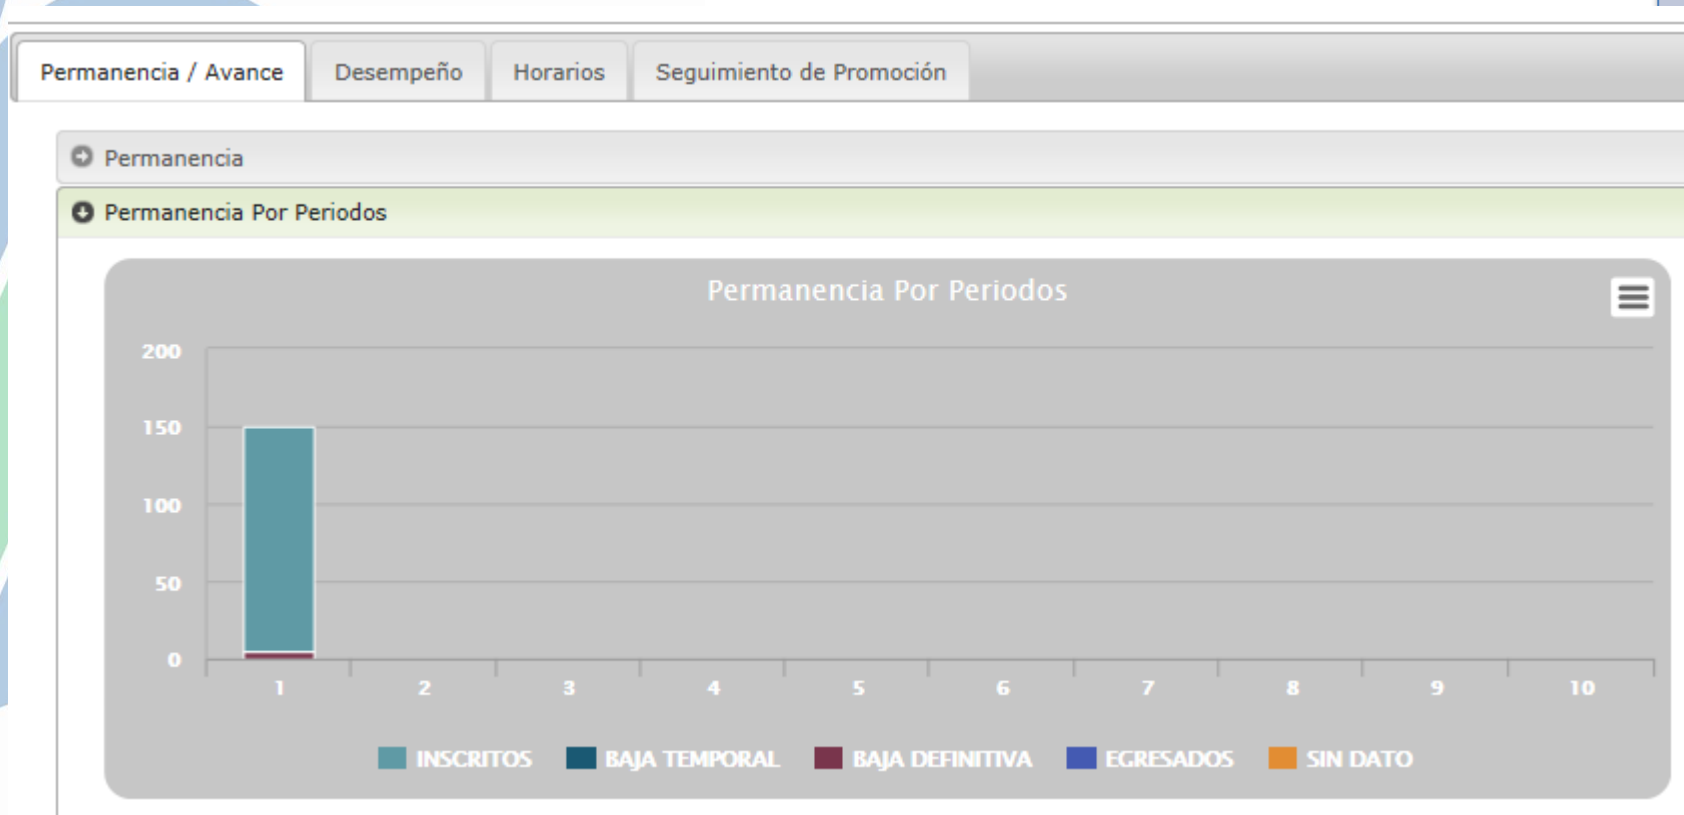 Permanencia / Avance Desempeño Horarios Seguimiento de Promoción
Permanencia
Permanencia Por Periodos
Permanencia Por Periodos
200
150
100
50
0
1 2 3 4 5 6 7 8 9 10
INSCRITOS BAJA TEMPORAL BAJA DEFINITIVA EGRESADOS SIN DATO